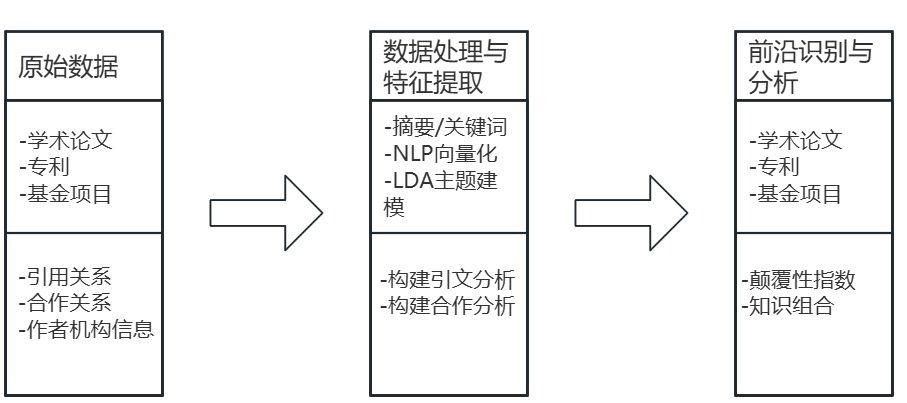 原始数据
-学术论文
-专利
-基金项目
-引用关系
-合作关系
-作者机构信息
数据处理与
特征提取
-摘要/关键词
-NLP向量化
-LDA主题建
模
-构建引文分析
-构建合作分析
前沿识别与
分析
-学术论文
-专利
-基金项目
-颠覆性指数
-知识组合